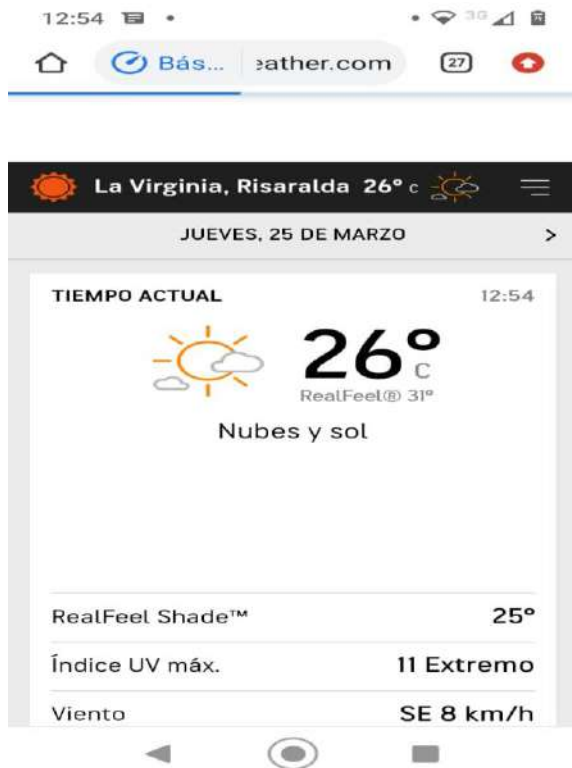 12:54
3G
Bás... eather.com 27
La Virginia, Risaralda 26° c
JUEVES, 25 DE MARZO >
TIEMPO ACTUAL 12:54
26° C
RealFeel® 31°
Nubes y sol
RealFeel Shade™ 25°
Índice UV máx. 11 Extremo
Viento SE 8 km/h